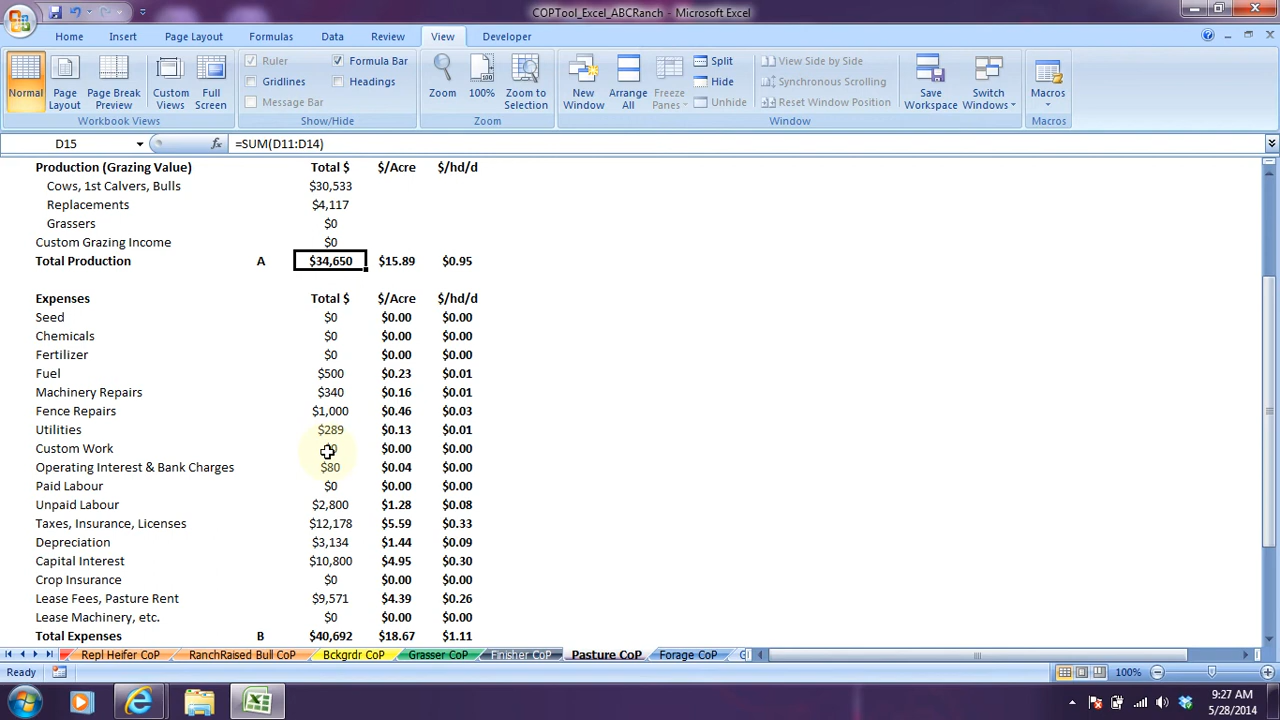 COPTool_Excel_ABCRanch - Microsoft Excel
Home Insert Page Layout Formulas Data Review View Developer
Ruler Formula Bar Split View Side by Side
Gridlines Headings Hide Synchronous Scrolling
Message Bar Unhide Reset Window Position
Normal Page Layout Page Break Preview Custom Views Full Screen Zoom 100% Zoom to Selection New Window Arrange All Freeze Panes Save Workspace Switch Windows Macros
Workbook Views Show/Hide Zoom Window Macros
D15 fx =SUM(D11:D14)
Production (Grazing Value) Total $ $/Acre $/hd/d
Cows, 1st Calvers, Bulls $30,533
Replacements $4,117
Grassers $0
Custom Grazing Income $0
Total Production A $34,650 $15.89 $0.95
Expenses Total $ $/Acre $/hd/d
Seed $0 $0.00 $0.00
Chemicals $0 $0.00 $0.00
Fertilizer $0 $0.00 $0.00
Fuel $500 $0.23 $0.01
Machinery Repairs $340 $0.16 $0.01
Fence Repairs $1,000 $0.46 $0.03
Utilities $289 $0.13 $0.01
Custom Work $0.00 $0.00
Operating Interest & Bank Charges $80 $0.04 $0.00
Paid Labour $0 $0.00 $0.00
Unpaid Labour $2,800 $1.28 $0.08
Taxes, Insurance, Licenses $12,178 $5.59 $0.33
Depreciation $3,134 $1.44 $0.09
Capital Interest $10,800 $4.95 $0.30
Crop Insurance $0 $0.00 $0.00
Lease Fees, Pasture Rent $9,571 $4.39 $0.26
Lease Machinery, etc. $0 $0.00 $0.00
Total Expenses B $40,692 $18.67 $1.11
Repl Heifer CoP RanchRaised Bull CoP Bckgrdr CoP Grasser CoP Finisher CoP Pasture CoP Forage CoP
Ready 100%
9:27 AM
5/28/2014